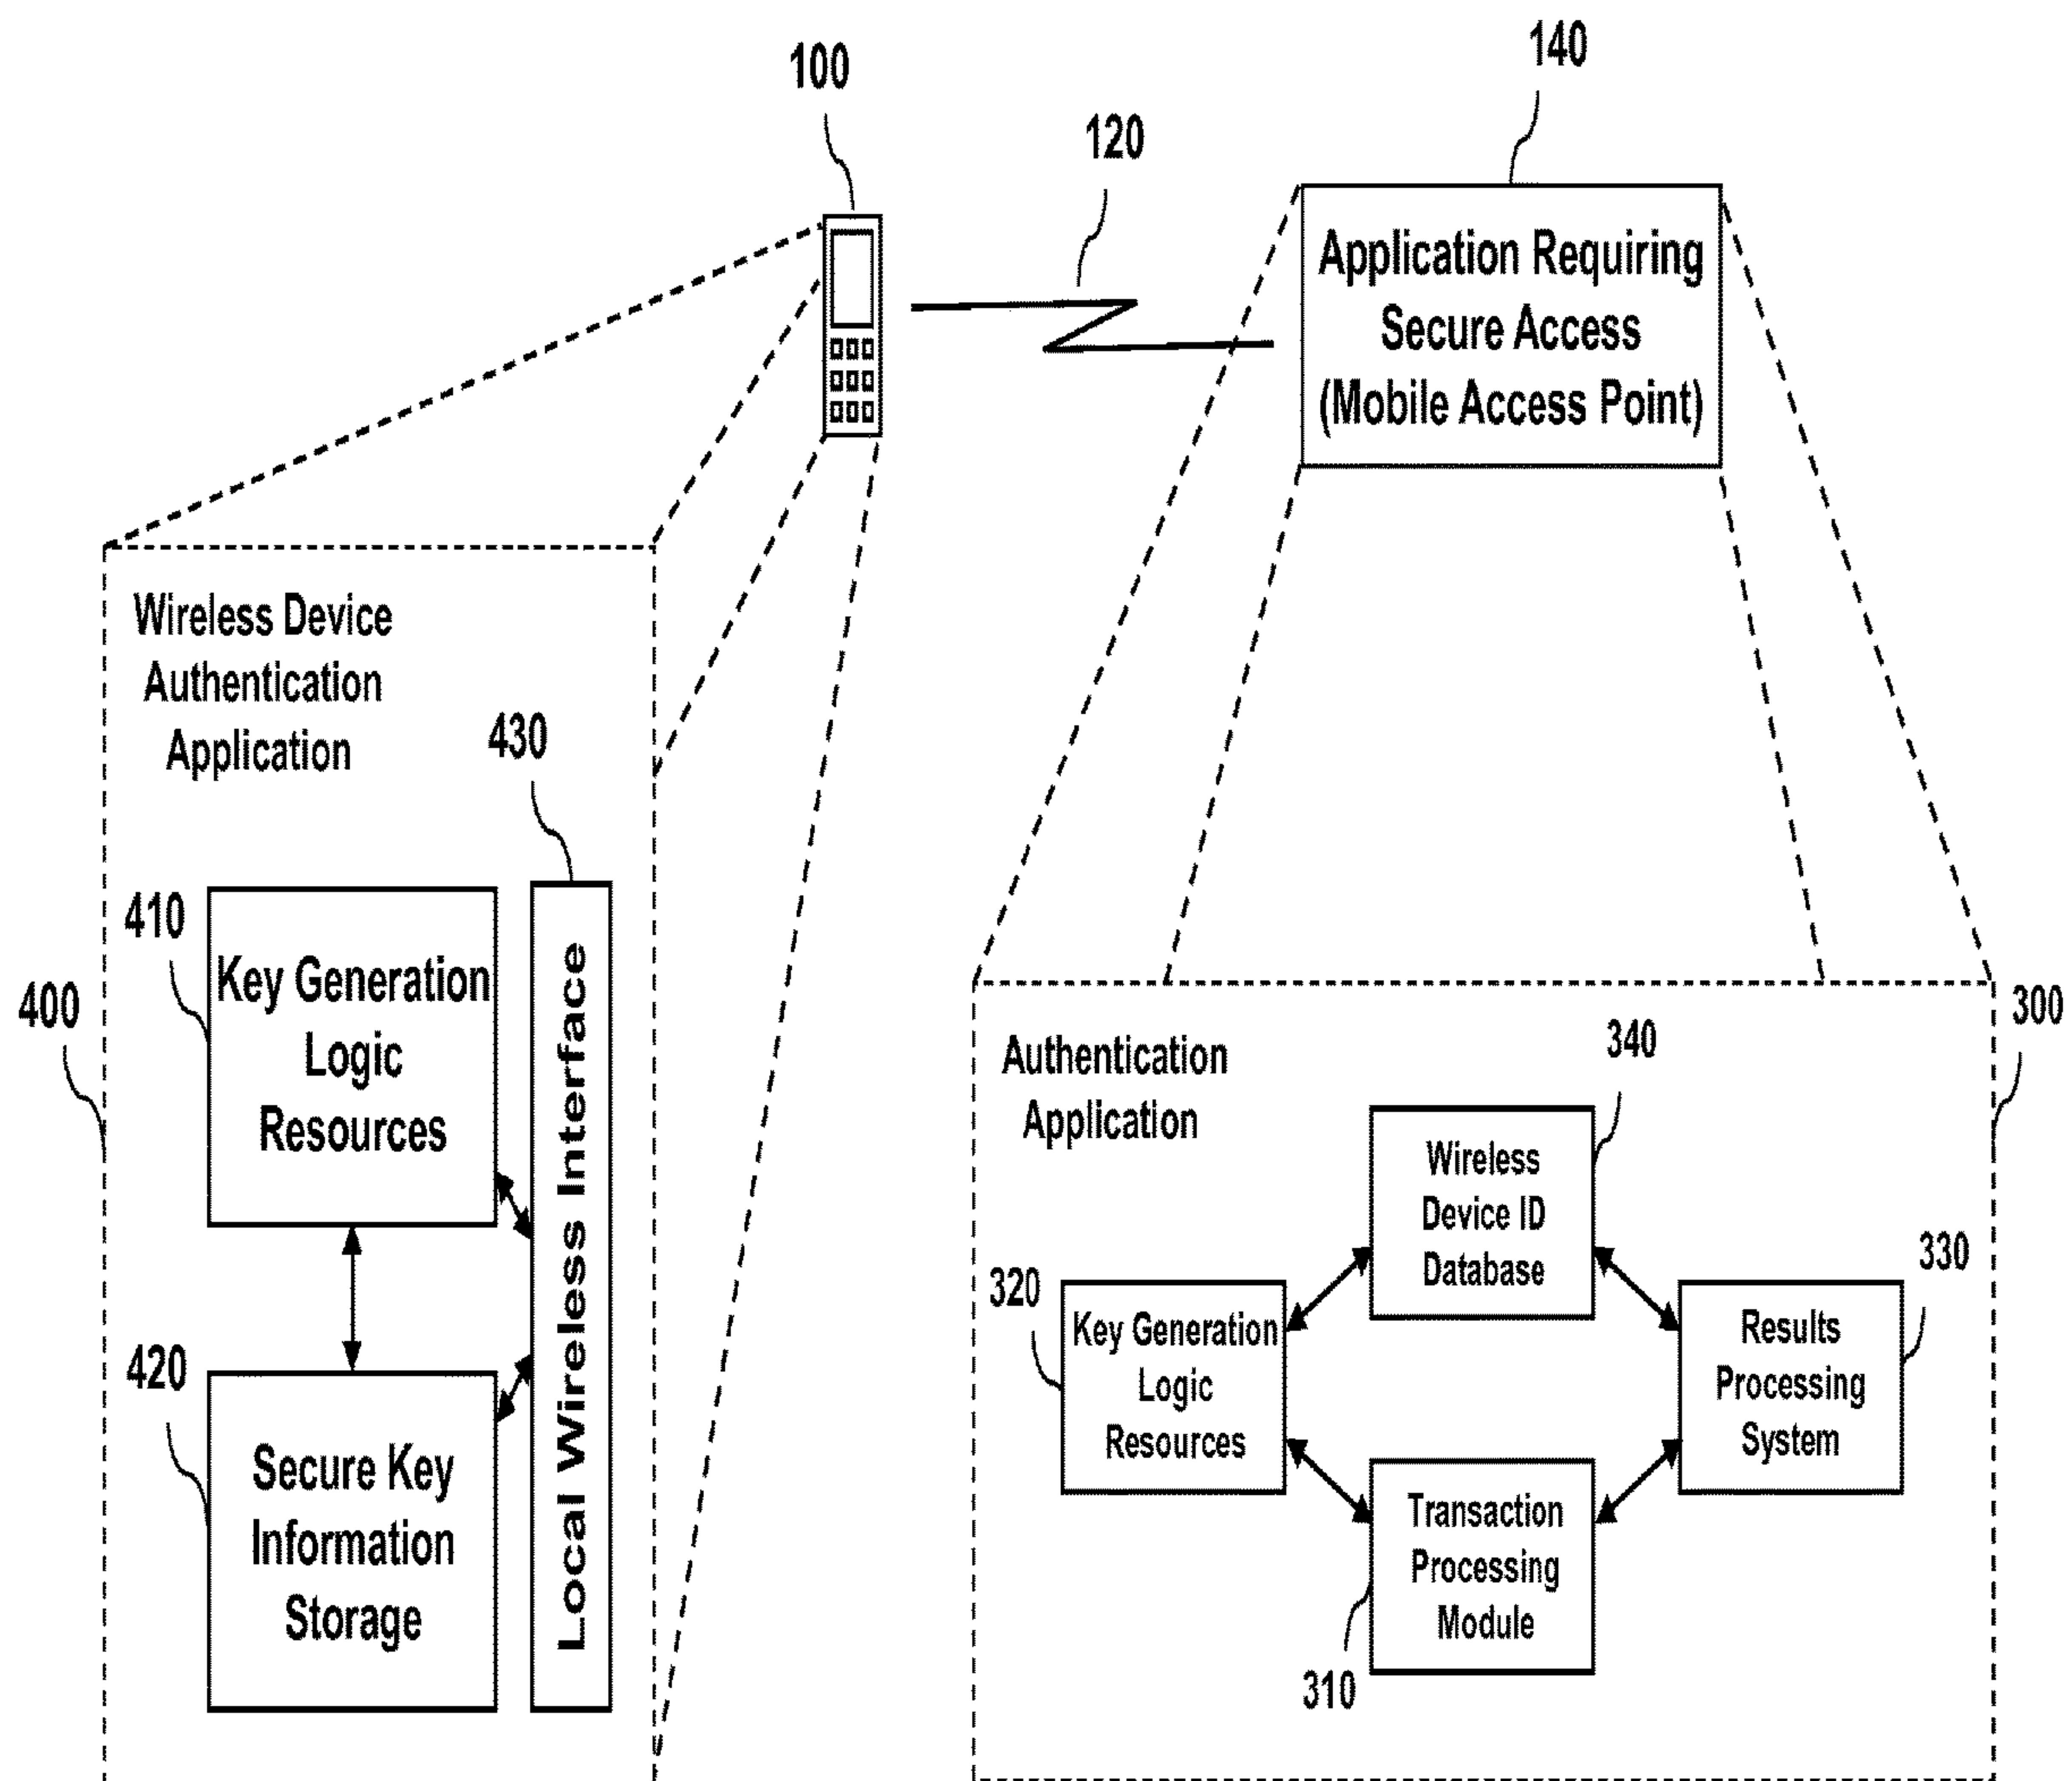 100
140
120
Application Requiring
Secure Access
(Mobile Access Point)
Wireless Device
Authentication
Application
430
410
Key Generation
Logic
Resources
400
Local Wireless Interface
420
Secure Key
Information
Storage
300
Authentication
Application
340
Wireless
Device ID
Database
320
Key Generation
Logic
Resources
330
Results
Processing
System
Transaction
Processing
Module
310